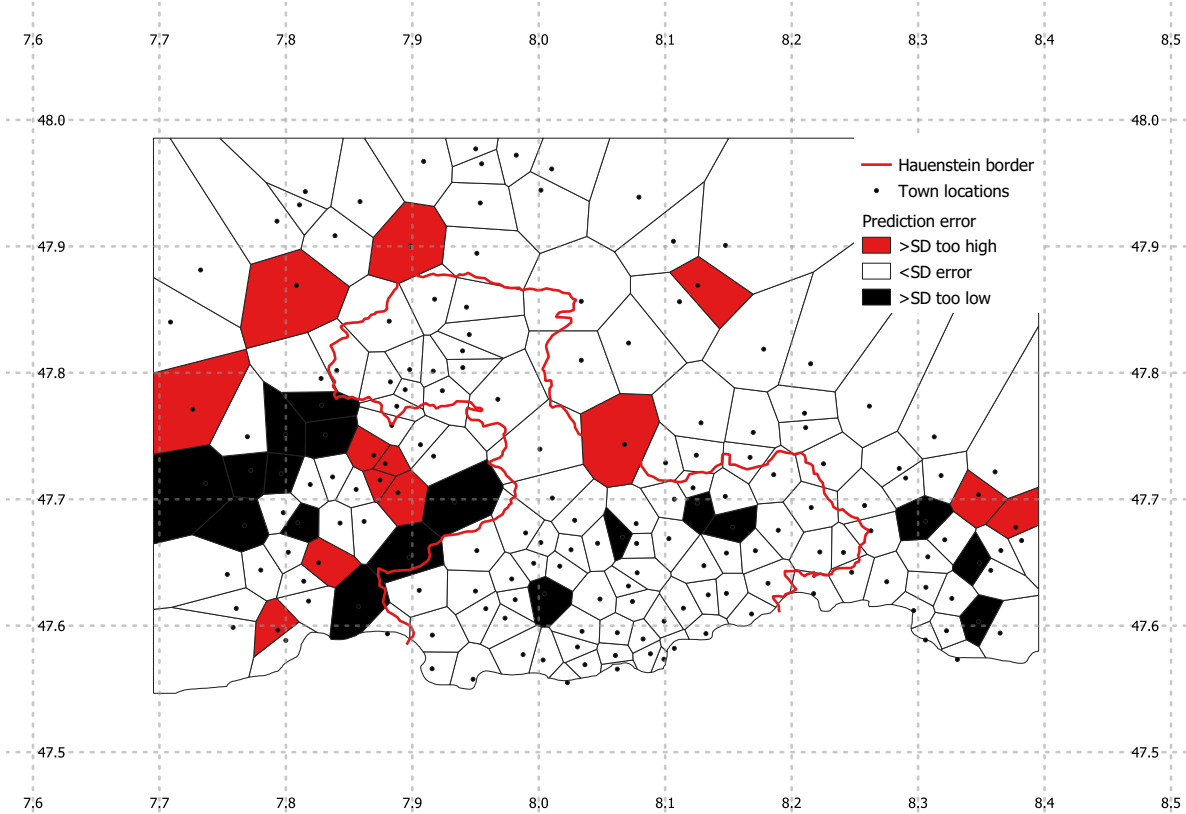 7.6 7.7 7.8 7.9 8.0 8.1 8.2 8.3 8.4 8.5
48.0 48.0
Hauenstein border
Town locations
Prediction error
47.9 >SD too high 47.9
<SD error
>SD too low
47.8 47.8
47.7 47.7
47.6 47.6
47.5 47.5
7.6 7.7 7.8 7.9 8.0 8.1 8.2 8.3 8.4 8.5